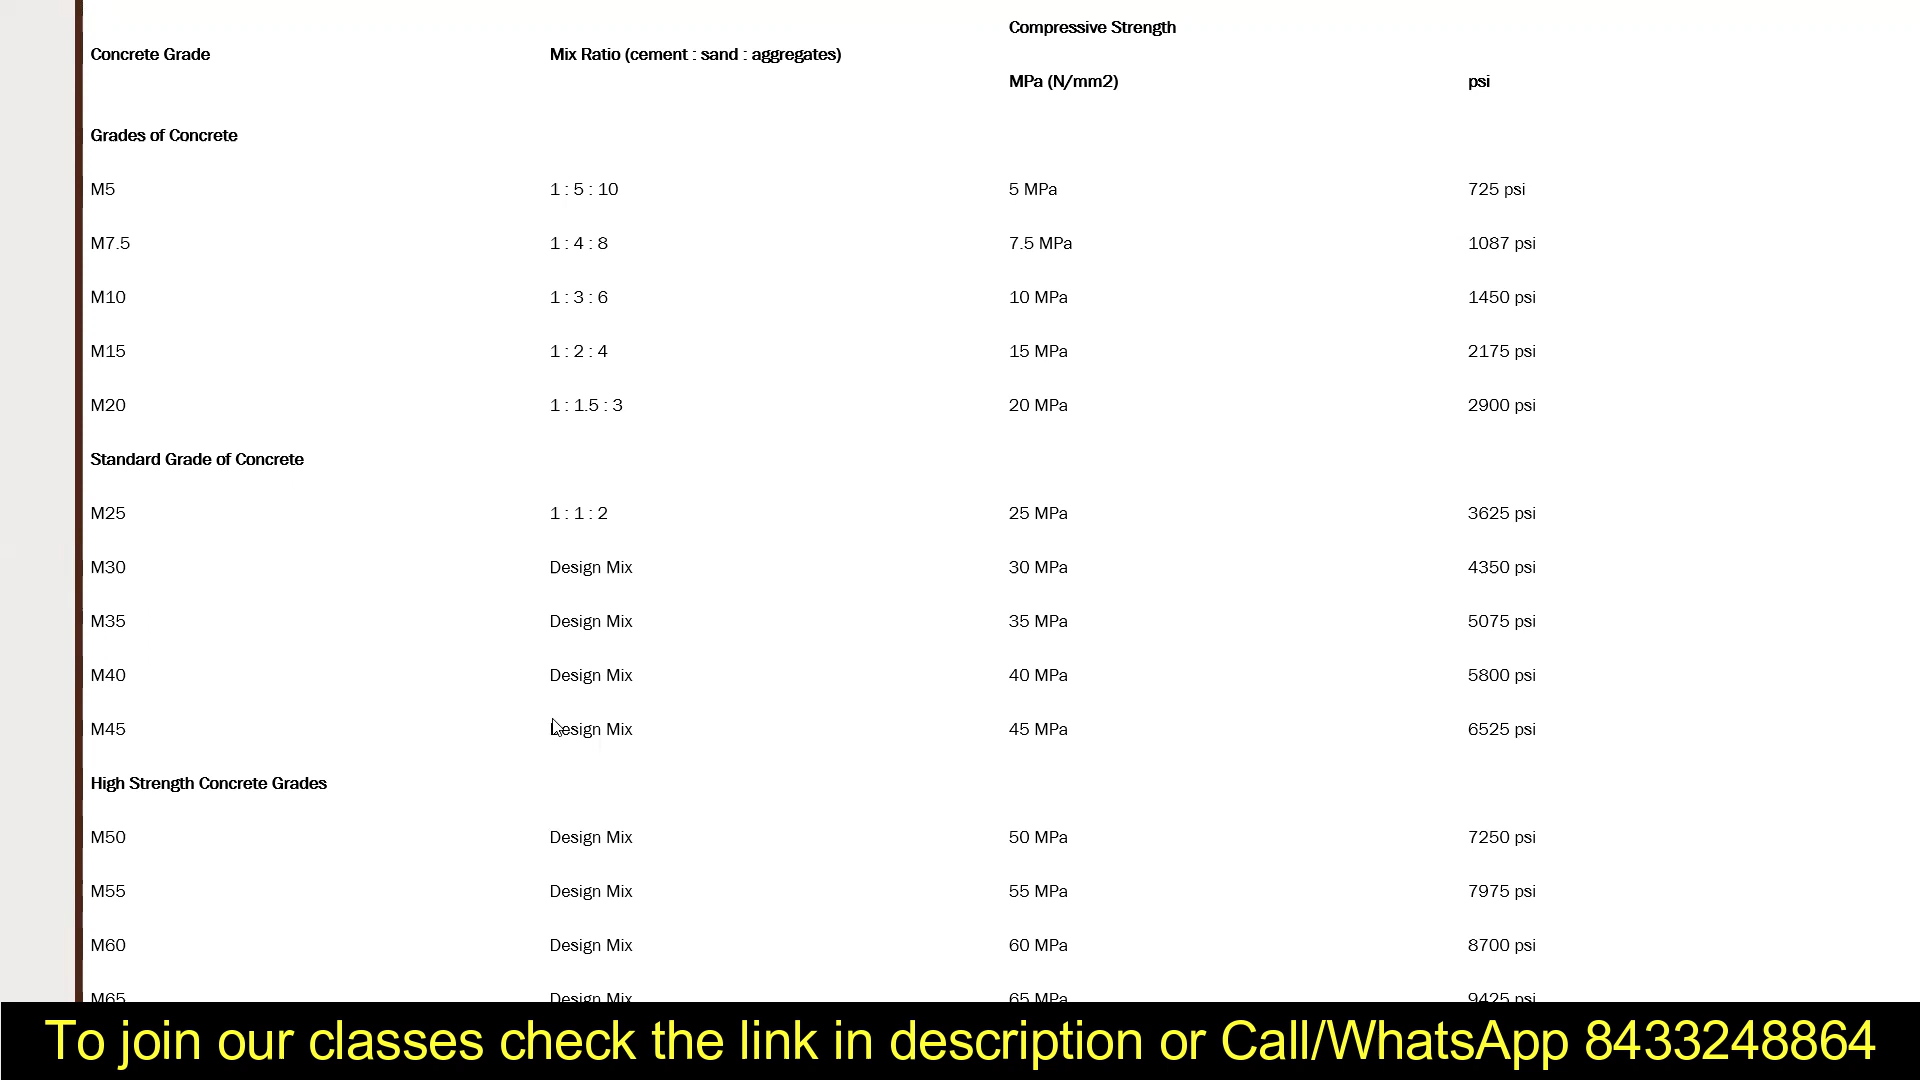 Compressive Strength
Concrete Grade Mix Ratio (cement : sand : aggregates)
MPa (N/mm2) psi
Grades of Concrete
M5 1 : 5 : 10 5 MPa 725 psi
M7.5 1 : 4 : 8 7.5 MPa 1087 psi
M10 1 : 3 : 6 10 MPa 1450 psi
M15 1 : 2 : 4 15 MPa 2175 psi
M20 1 : 1.5 : 3 20 MPa 2900 psi
Standard Grade of Concrete
M25 1 : 1 : 2 25 MPa 3625 psi
M30 Design Mix 30 MPa 4350 psi
M35 Design Mix 35 MPa 5075 psi
M40 Design Mix 40 MPa 5800 psi
M45 Design Mix 45 MPa 6525 psi
High Strength Concrete Grades
M50 Design Mix 50 MPa 7250 psi
M55 Design Mix 55 MPa 7975 psi
M60 Design Mix 60 MPa 8700 psi
M65 Design Mix 65 MPa 9425 psi
To join our classes check the link in description or Call/WhatsApp 8433248864